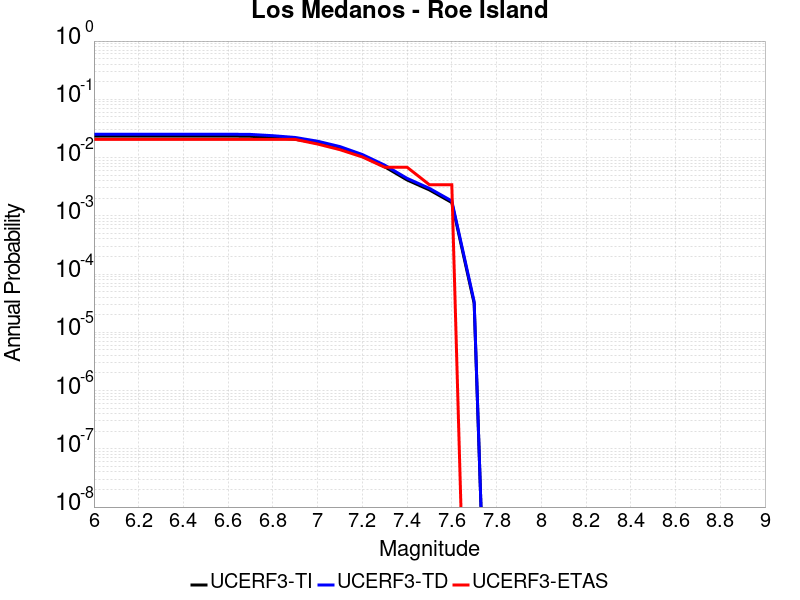 Los Medanos - Roe Island
10^0
10^-1
10^-2
10^-3
10^-4
10^-5
10^-6
10^-7
10^-8
Annual Probability
6 6.2 6.4 6.6 6.8 7 7.2 7.4 7.6 7.8 8 8.2 8.4 8.6 8.8 9
Magnitude
UCERF3-TI UCERF3-TD UCERF3-ETAS